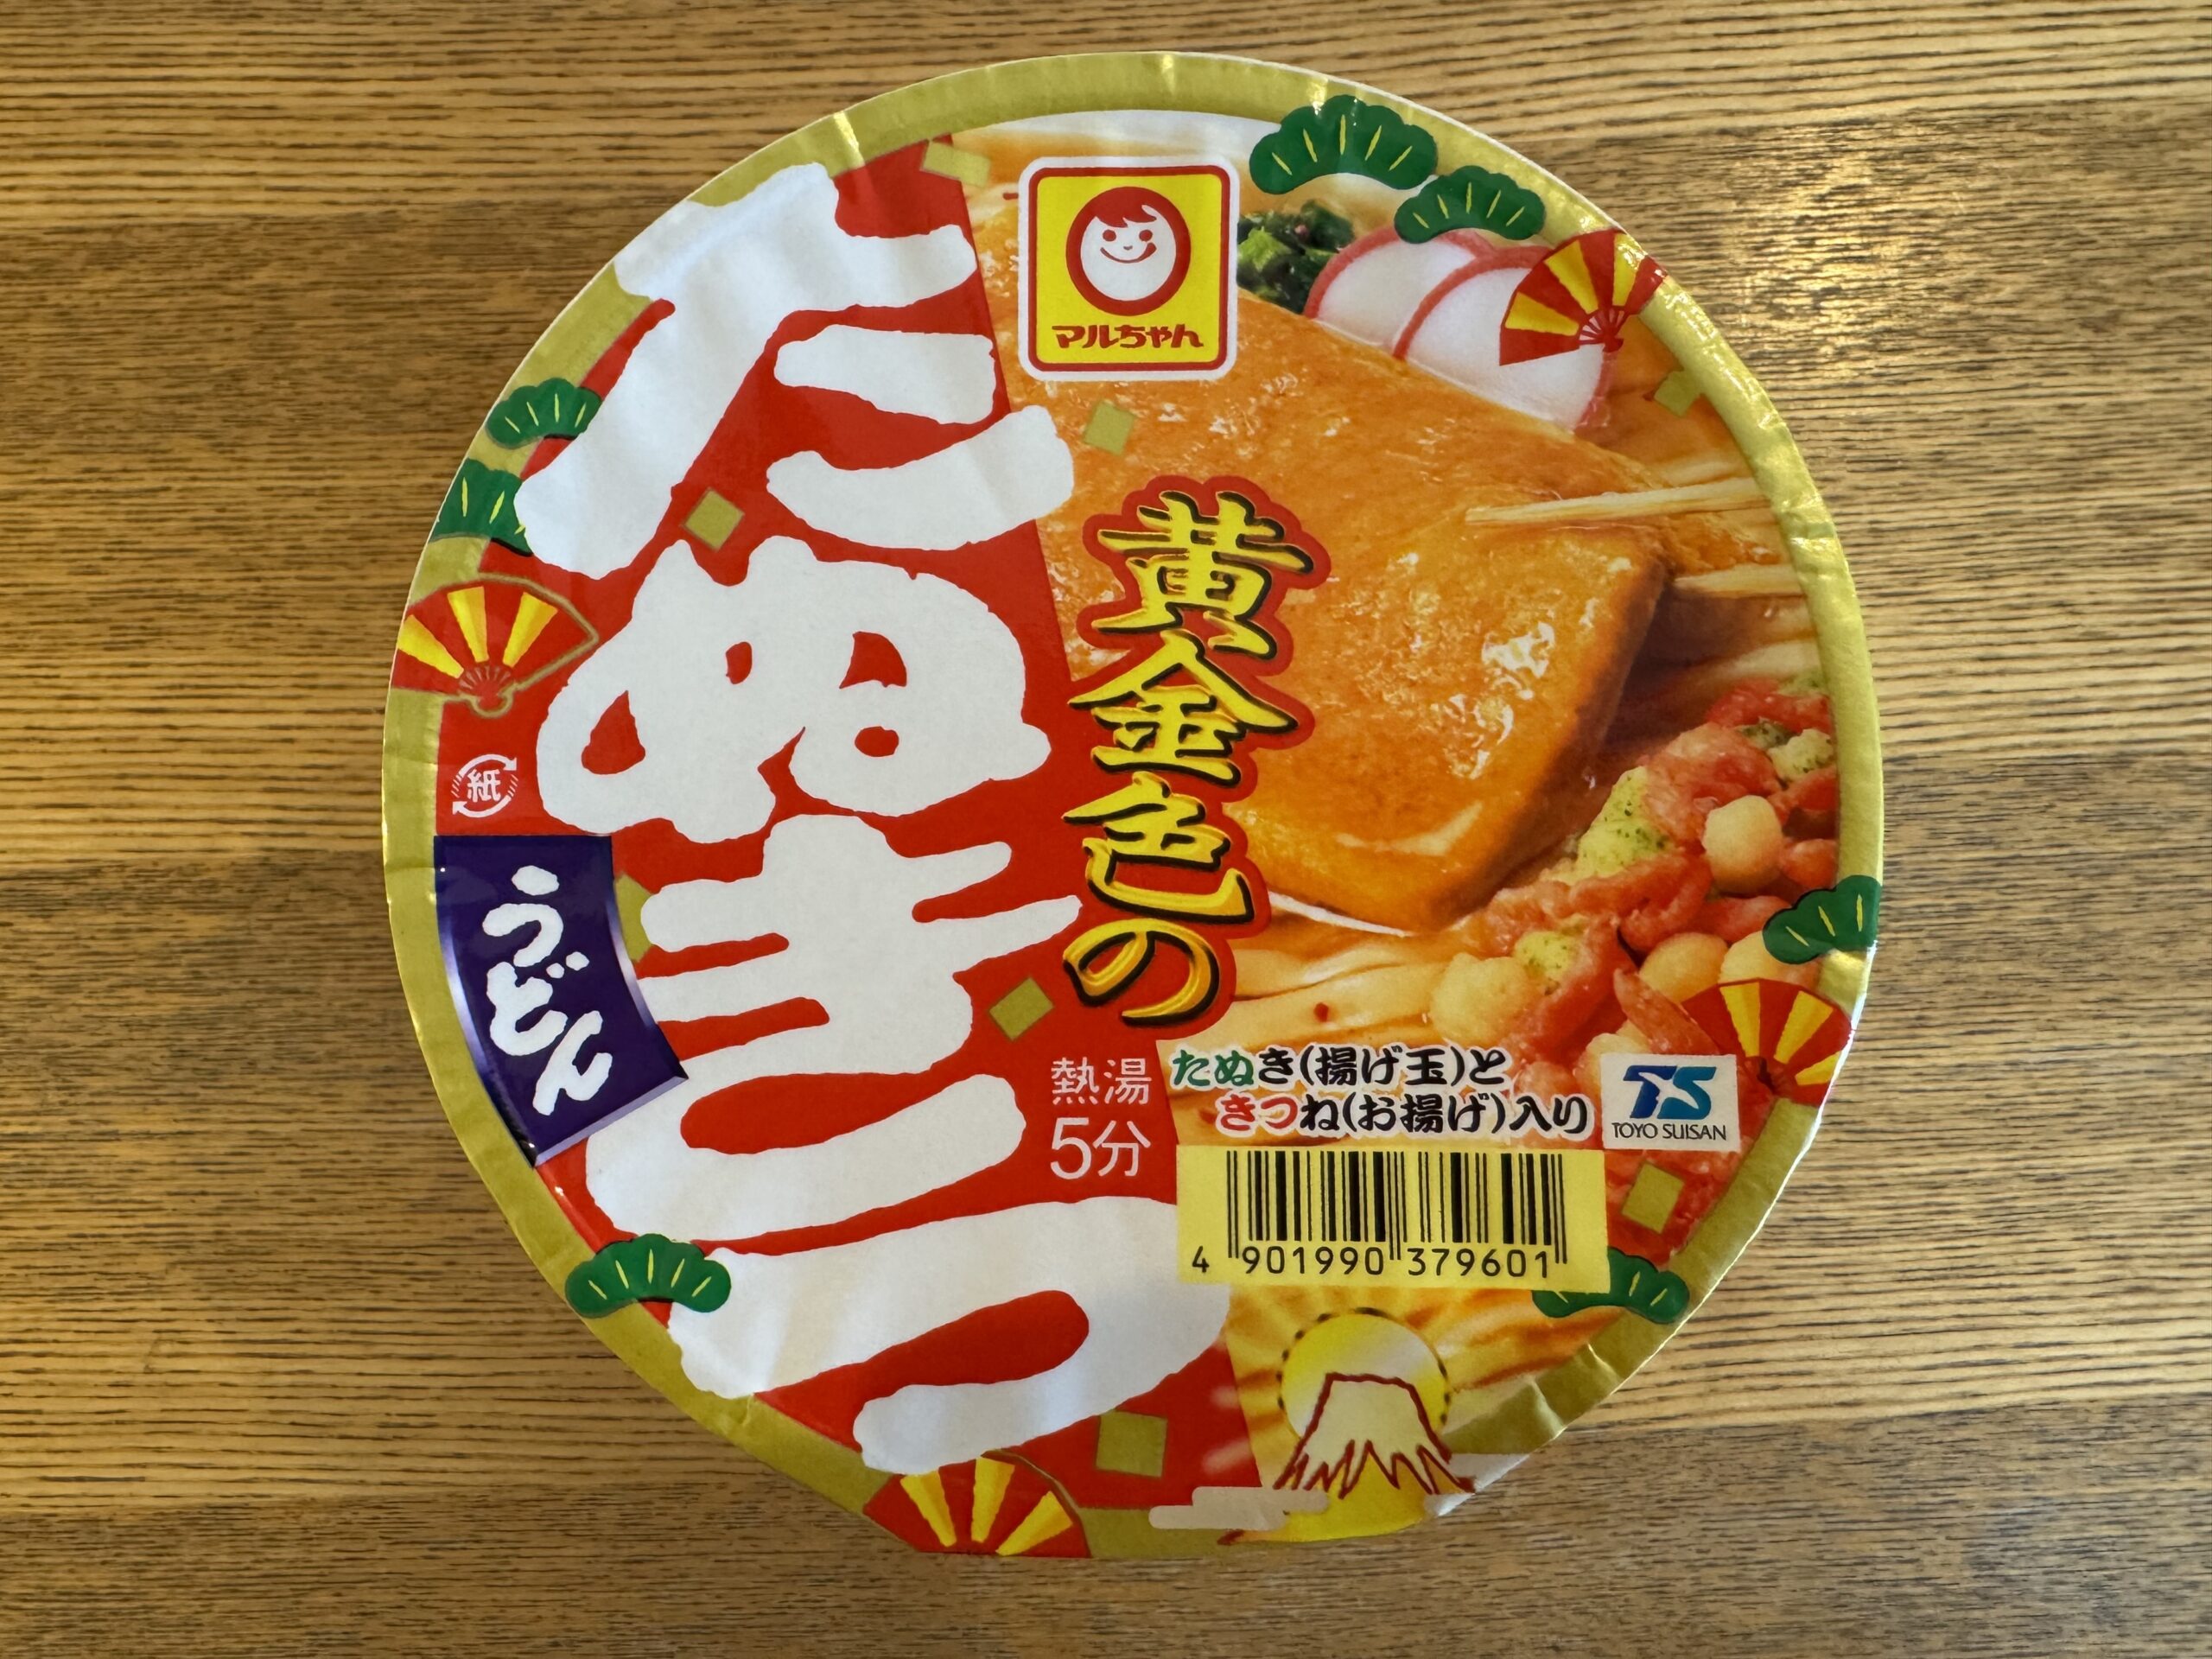 マルちゃん
黄金色の
たぬきつ
うどん
紙
熱湯
5分
たぬき(揚げ玉)と
きつね(お揚げ)入り
TS
TOYO SUISAN
4 901990 379601